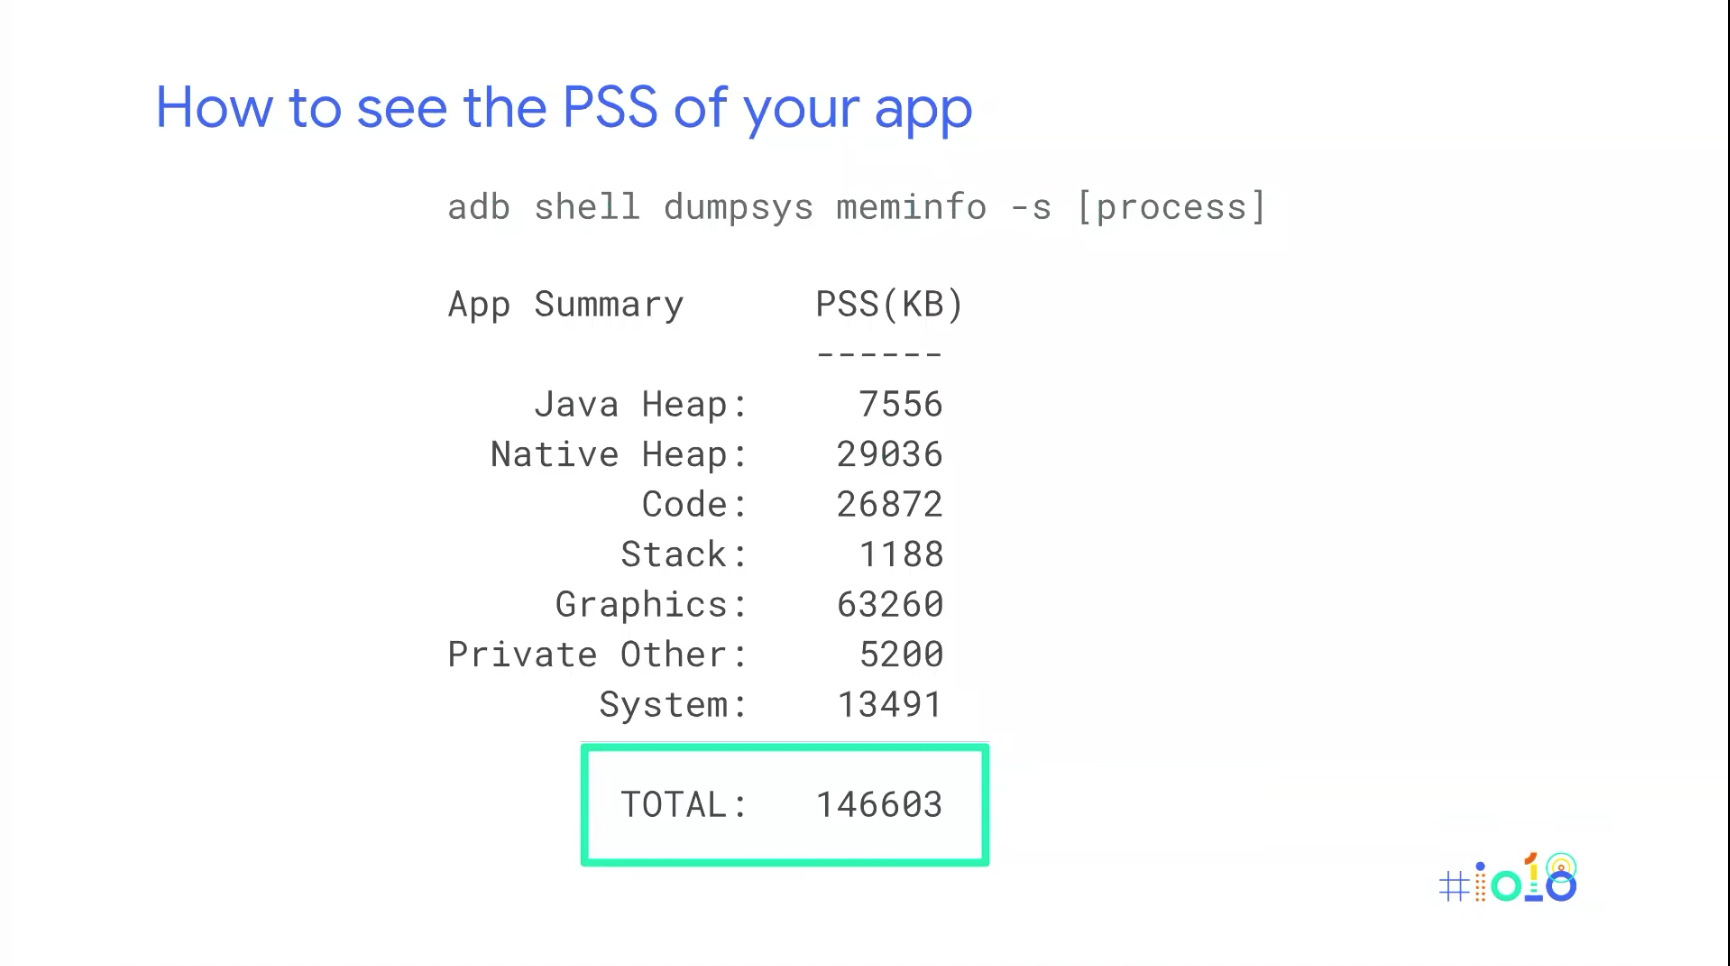 How to see the PSS of your app
adb shell dumpsys meminfo -s [process]
App Summary PSS(KB)
------
Java Heap: 7556
Native Heap: 29036
Code: 26872
Stack: 1188
Graphics: 63260
Private Other: 5200
System: 13491
TOTAL: 146603
#io18